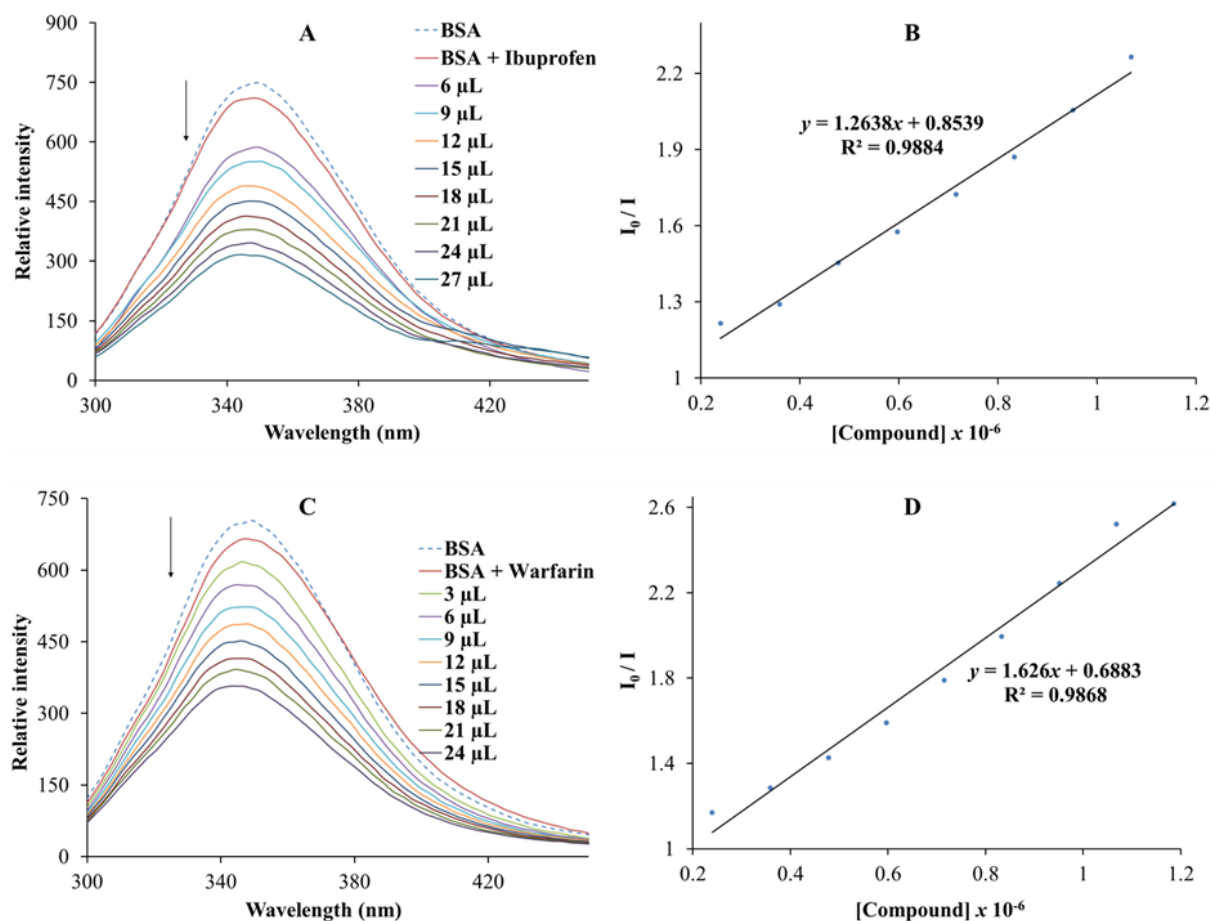 A
900
750
600
450
300
150
0
Relative intensity
300
340
380
420
Wavelength (nm)
BSA
BSA + Ibuprofen
6 µL
9 µL
12 µL
15 µL
18 µL
21 µL
24 µL
27 µL
B
2.2
1.9
1.6
1.3
1
I₀ / I
y = 1.2638x + 0.8539
R² = 0.9884
0.2
0.4
0.6
0.8
1
1.2
[Compound] x 10⁻⁶
C
750
600
450
300
150
0
Relative intensity
300
340
380
420
Wavelength (nm)
BSA
BSA + Warfarin
3 µL
6 µL
9 µL
12 µL
15 µL
18 µL
21 µL
24 µL
D
2.6
2.2
1.8
1.4
1
I₀ / I
y = 1.626x + 0.6883
R² = 0.9868
0.2
0.4
0.6
0.8
1
1.2
[Compound] x 10⁻⁶